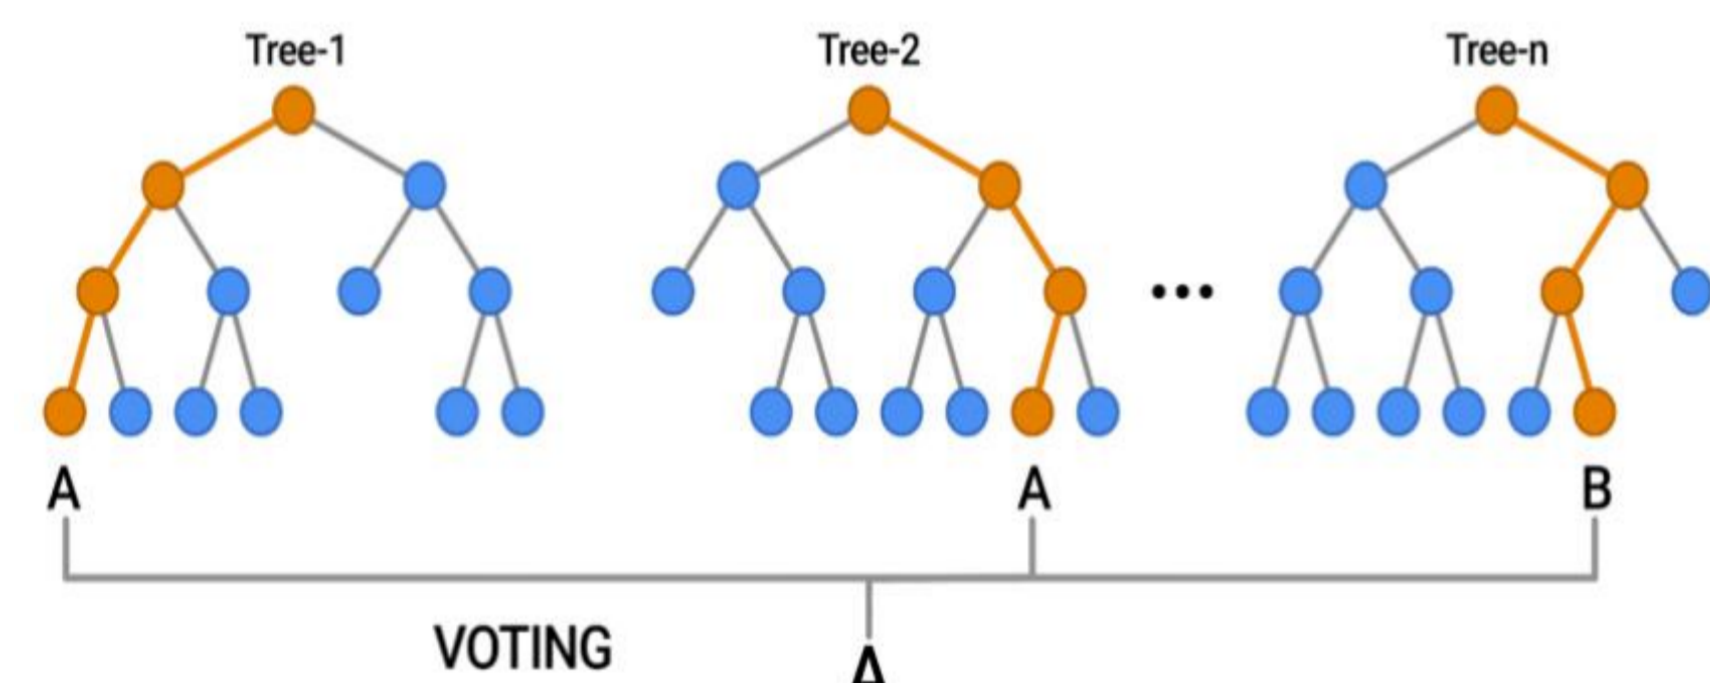 Tree-1 Tree-2 Tree-n
...
A A B
VOTING
A